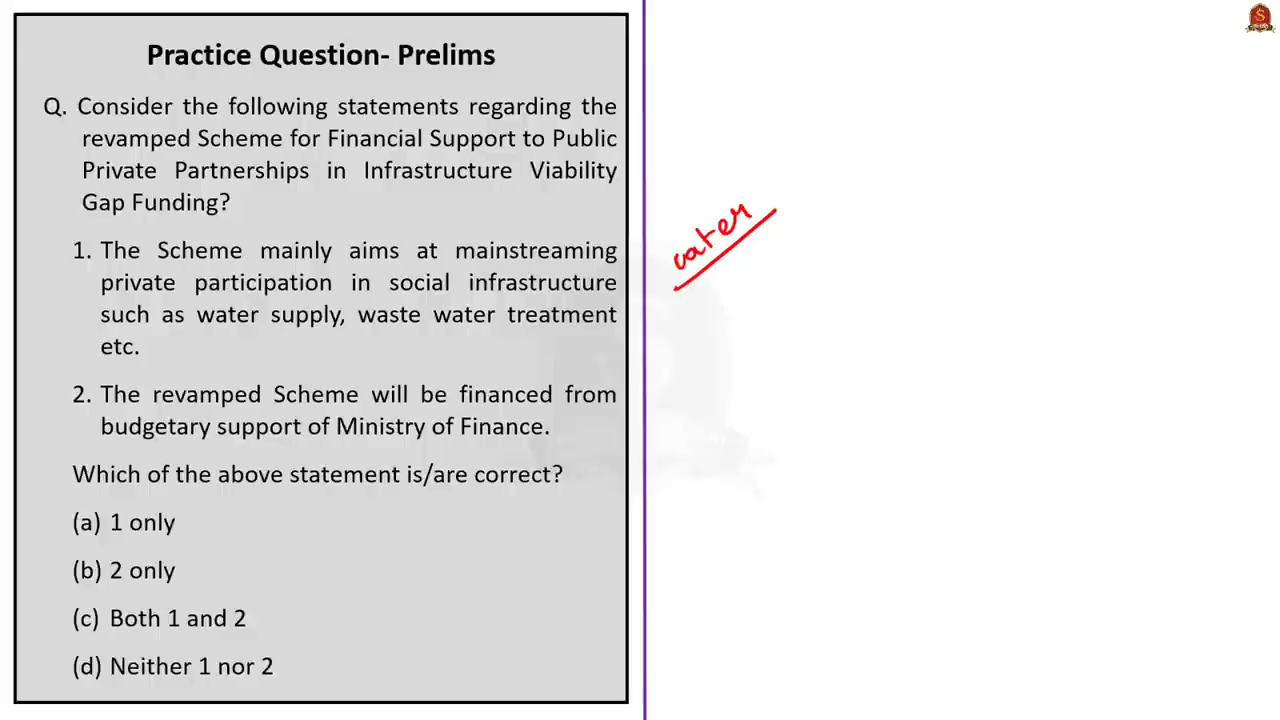 Practice Question- Prelims
Q. Consider the following statements regarding the
revamped Scheme for Financial Support to Public
Private Partnerships in Infrastructure Viability
Gap Funding?
1. The Scheme mainly aims at mainstreaming
private participation in social infrastructure
such as water supply, waste water treatment
etc.
2. The revamped Scheme will be financed from
budgetary support of Ministry of Finance.
Which of the above statement is/are correct?
(a) 1 only
(b) 2 only
(c) Both 1 and 2
(d) Neither 1 nor 2
water